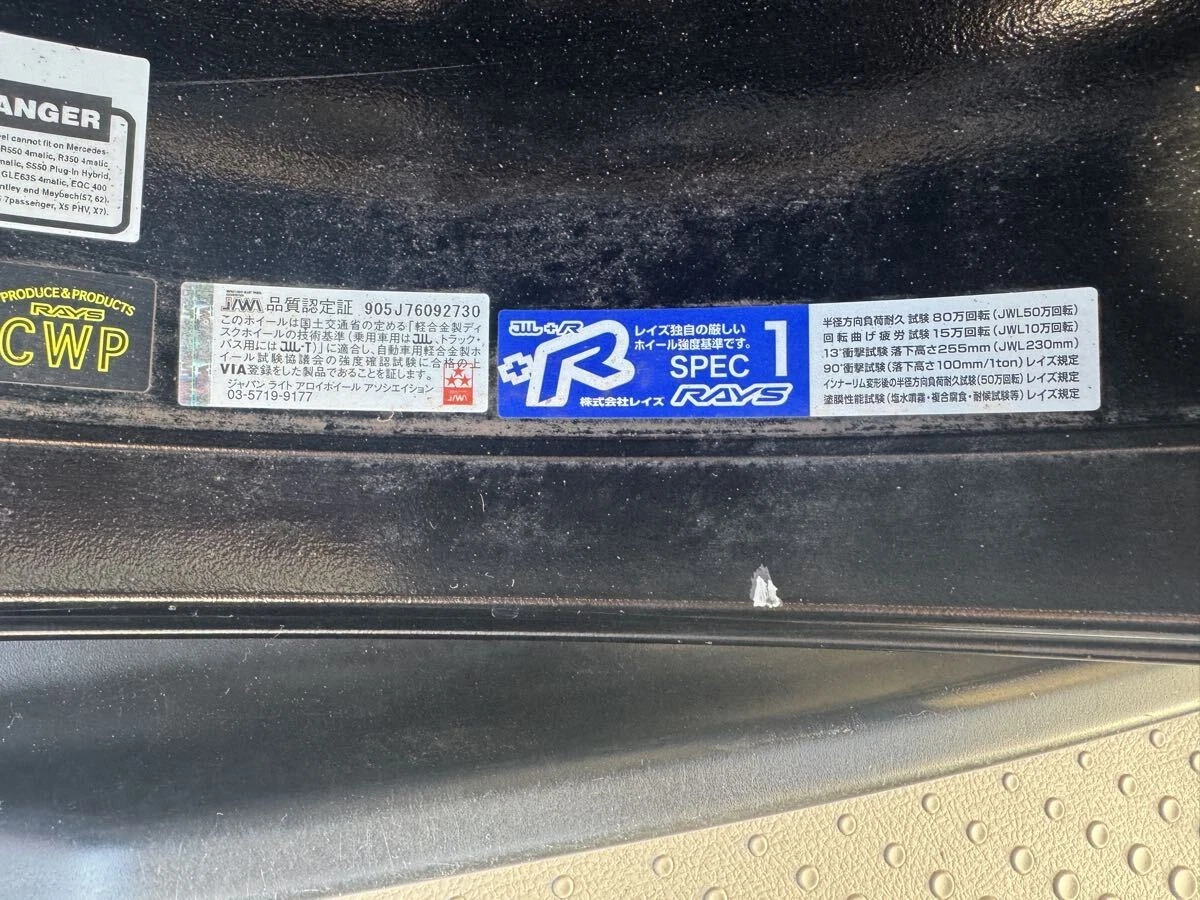 ANGER
cannot fit on Mercedes-
R550 4matic, R350 4matic,
S550 Plug-In Hybrid,
GLE63S 4matic, EQC 400
and Maybech(57, 62).
7passenger, X5 PHV, X7).
PRODUCE&PRODUCTS
RAYS
CWP
JAWA 品質認定証 905J76092730
このホイールは国土交通省の定める「軽合金製ディ
スクホイールの技術基準(乗用車用はJWL、トラック・
バス用にはJWL・T)」に適合し、自動車用軽合金製ホ
イール試験協議会の強度確認試験に合格の上
VIA登録をした製品であることを証します。
ジャパン ライト アロイホイール アソシエイション
03-5719-9177
JAWA
JWL+R
+R
レイズ独自の厳しい
ホイール強度基準です。
SPEC 1
株式会社レイズ RAYS
半径方向負荷耐久試験 80万回転(JWL50万回転)
回転曲げ疲労試験 15万回転(JWL10万回転)
13°衝撃試験 落下高さ255mm(JWL230mm)
90°衝撃試験(落下高さ100mm/1ton)レイズ規定
インナーリム変形後の半径方向負荷耐久試験(50万回転)レイズ規定
塗膜性能試験(塩水噴霧・複合腐食・耐候試験等)レイズ規定